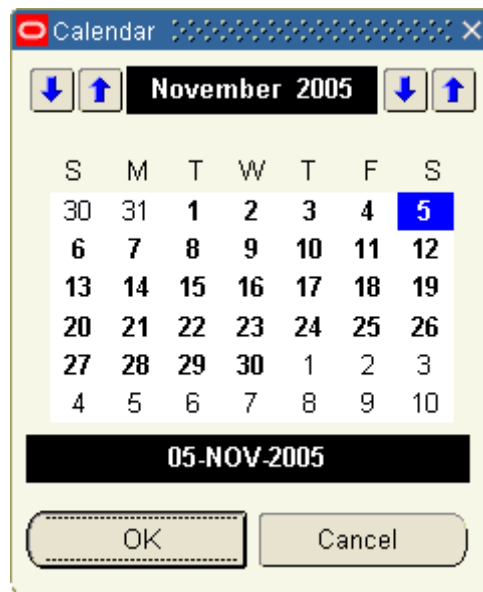 Calendar
November 2005
S M T W T F S
30 31 1 2 3 4 5
6 7 8 9 10 11 12
13 14 15 16 17 18 19
20 21 22 23 24 25 26
27 28 29 30 1 2 3
4 5 6 7 8 9 10
05-NOV-2005
OK Cancel